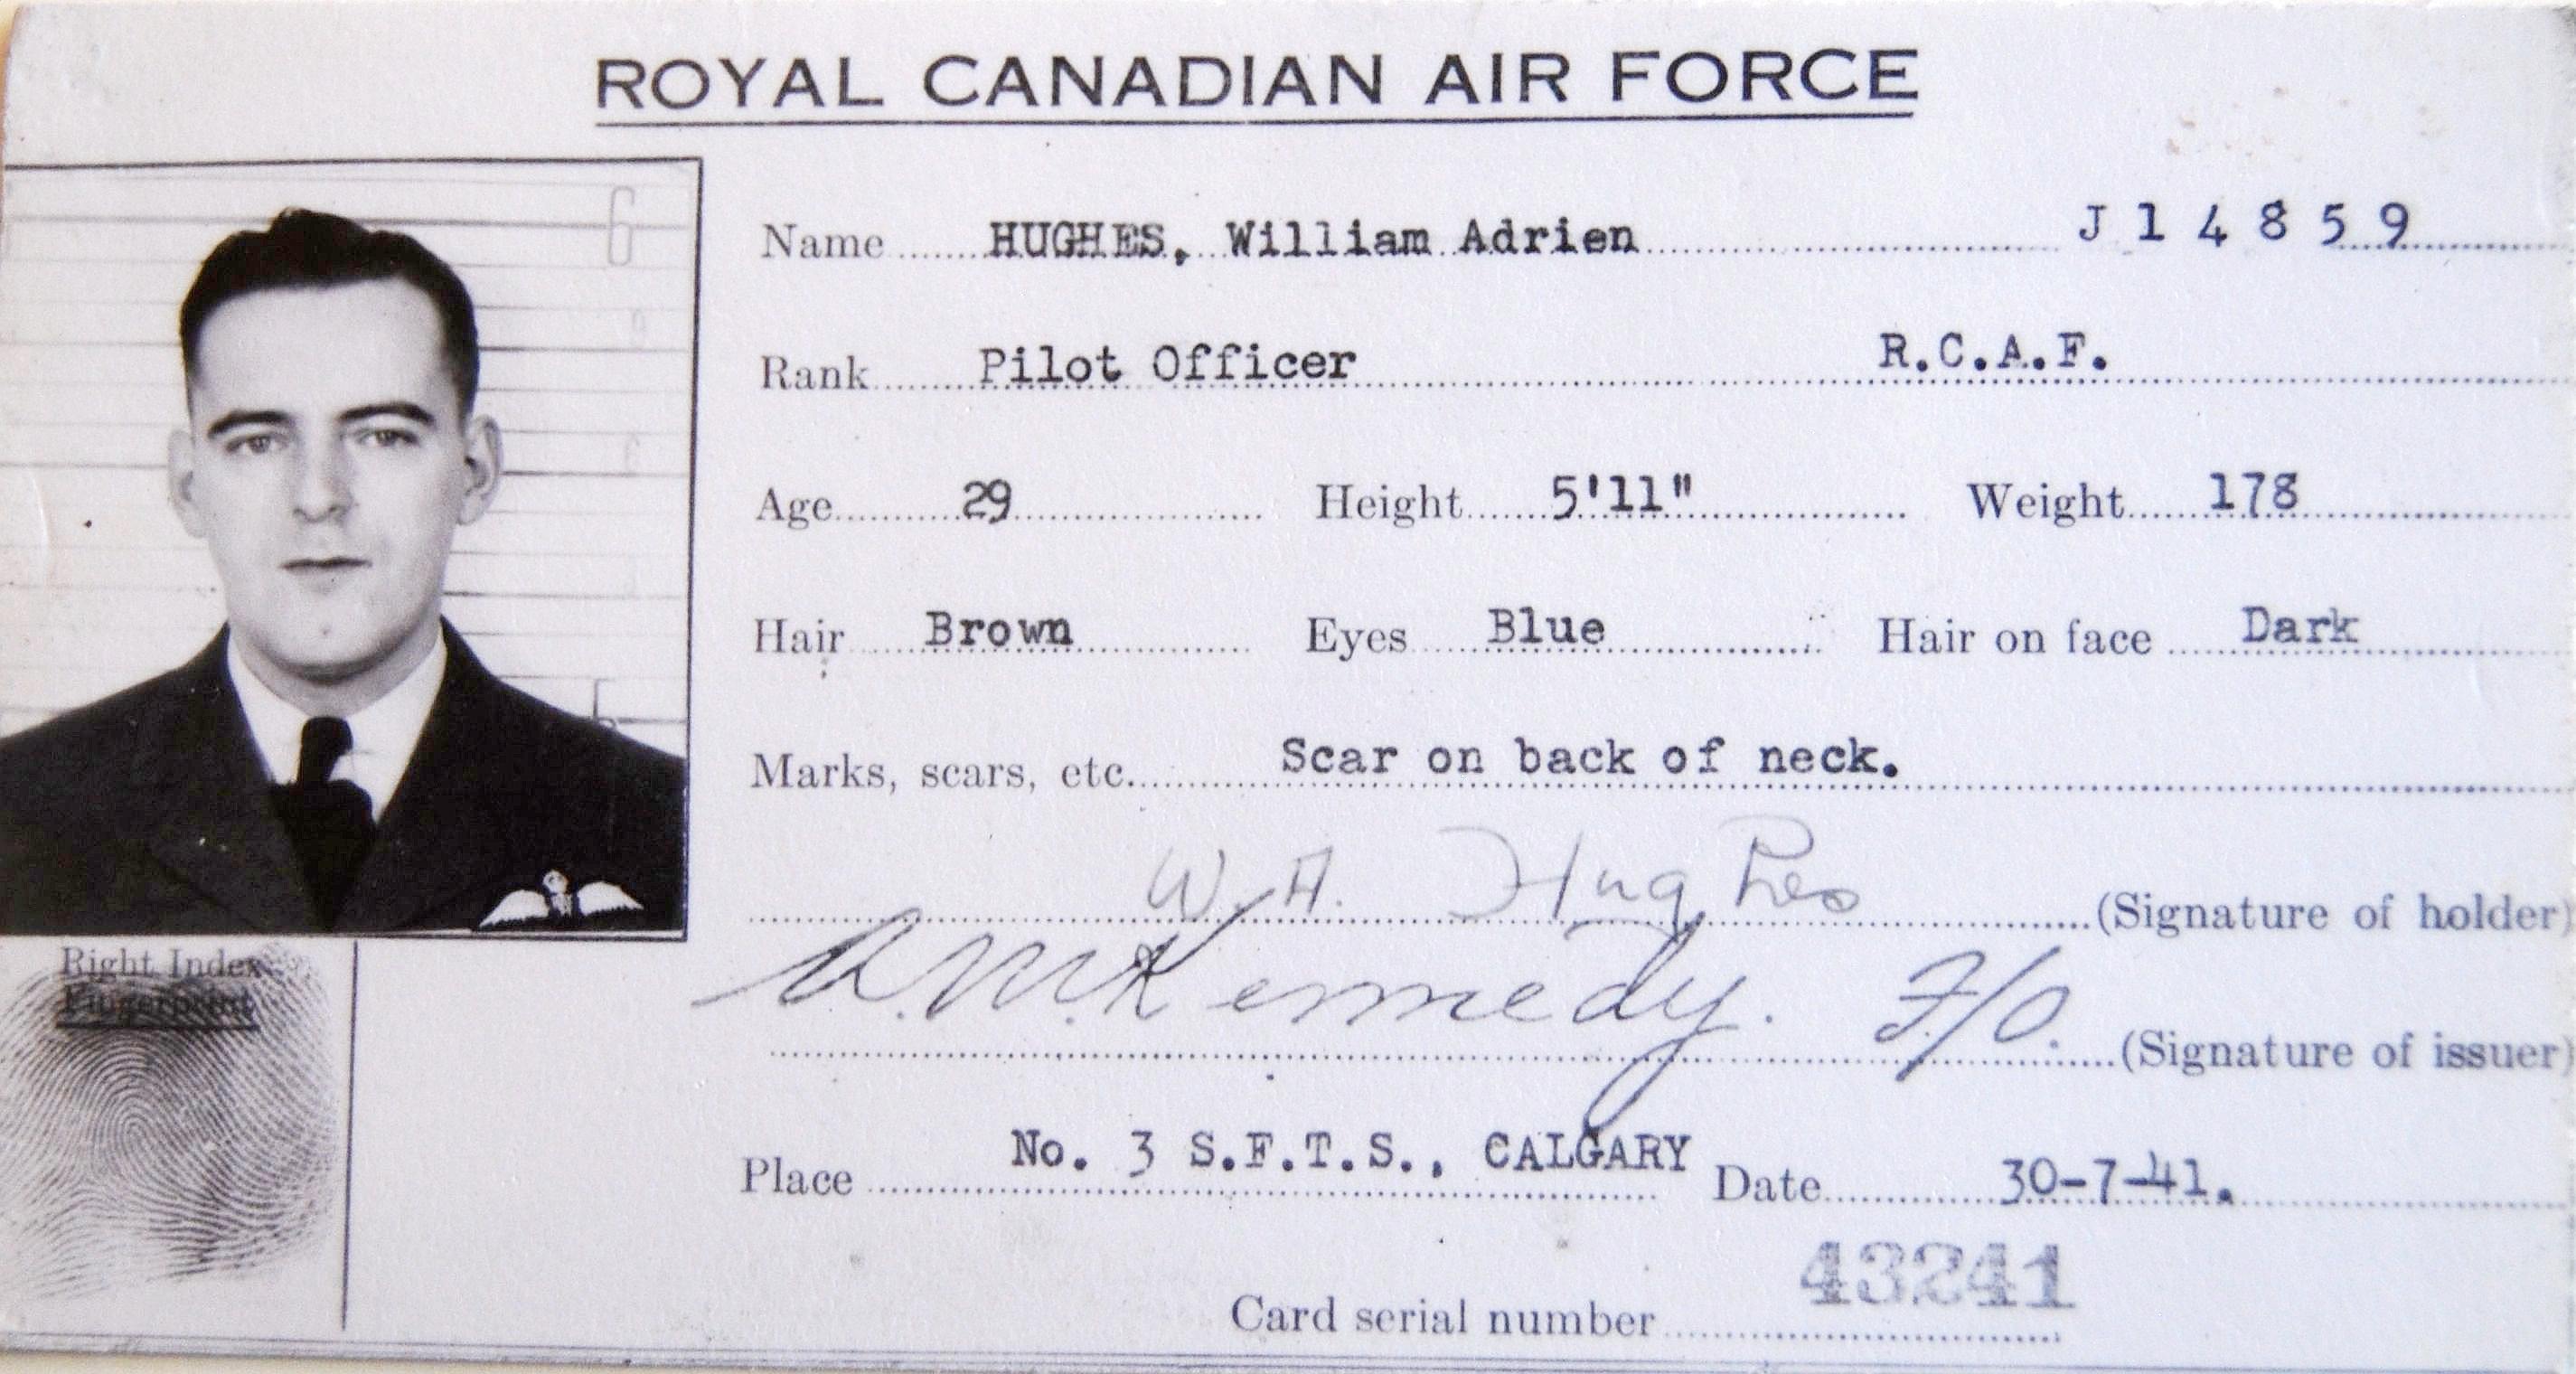 ROYAL CANADIAN AIR FORCE
Name HUGHES, William Adrien J14859
Rank Pilot Officer R.C.A.F.
Age 29 Height 5'11" Weight 178
Hair Brown Eyes Blue Hair on face Dark
Marks, scars, etc. Scar on back of neck.
W. A. Hughes (Signature of holder)
Kennedy. F/O. (Signature of issuer)
Right Index
Fingerprint
Place No. 3 S.F.T.S., CALGARY Date 30-7-41.
Card serial number 43241